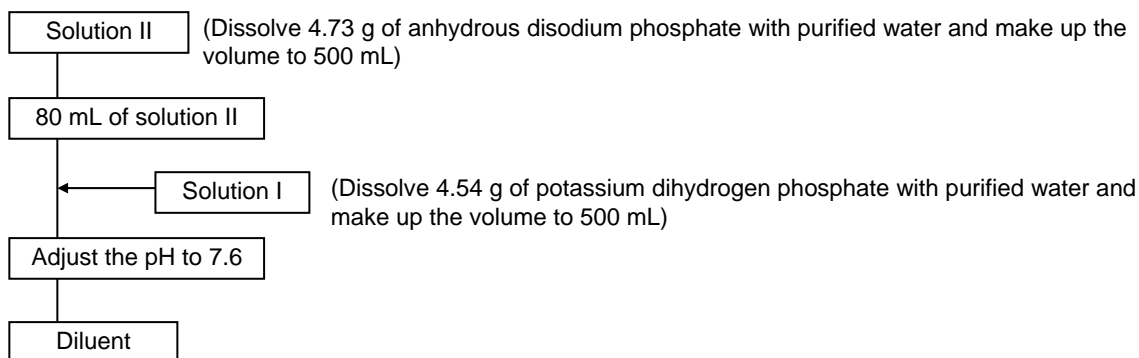 Solution II
(Dissolve 4.73 g of anhydrous disodium phosphate with purified water and make up the
volume to 500 mL)
80 mL of solution II
Solution I
(Dissolve 4.54 g of potassium dihydrogen phosphate with purified water and
make up the volume to 500 mL)
Adjust the pH to 7.6
Diluent